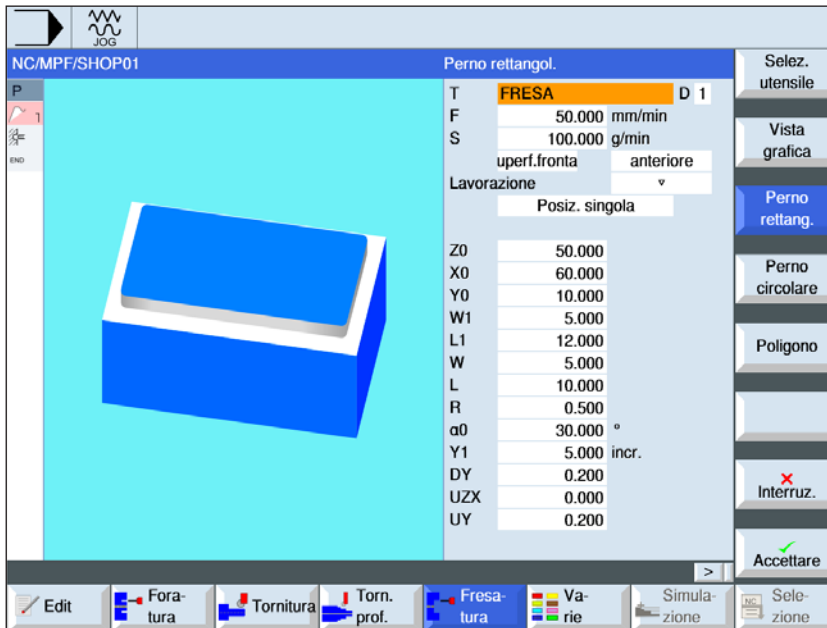 JOG
NC/MPF/SHOP01
Perno rettangol.
P
1
END
T FRESA D 1
F 50.000 mm/min
S 100.000 g/min
uperf.fronta anteriore
Lavorazione ▿
Posiz. singola
Z0 50.000
X0 60.000
Y0 10.000
W1 5.000
L1 12.000
W 5.000
L 10.000
R 0.500
α0 30.000 °
Y1 5.000 incr.
DY 0.200
UZX 0.000
UY 0.200
>
Selez.
utensile
Vista
grafica
Perno
rettang.
Perno
circolare
Poligono
Interruz.
Accettare
Edit
Fora-
tura
Tornitura
Torn.
prof.
Fresa-
tura
Va-
rie
Simula-
zione
NC
Sele-
zione